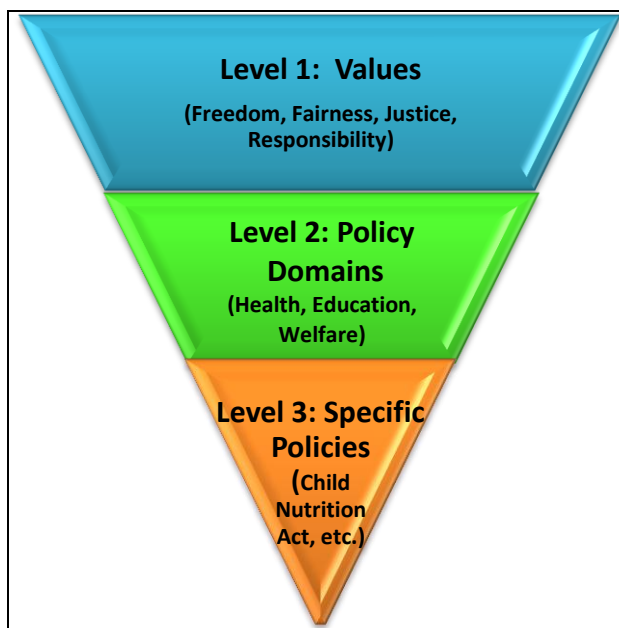 Level 1:  Values
(Freedom, Fairness, Justice,
Responsibility)
Level 2: Policy
Domains
(Health, Education,
Welfare)
Level 3: Specific
Policies
(Child
Nutrition
Act, etc.)